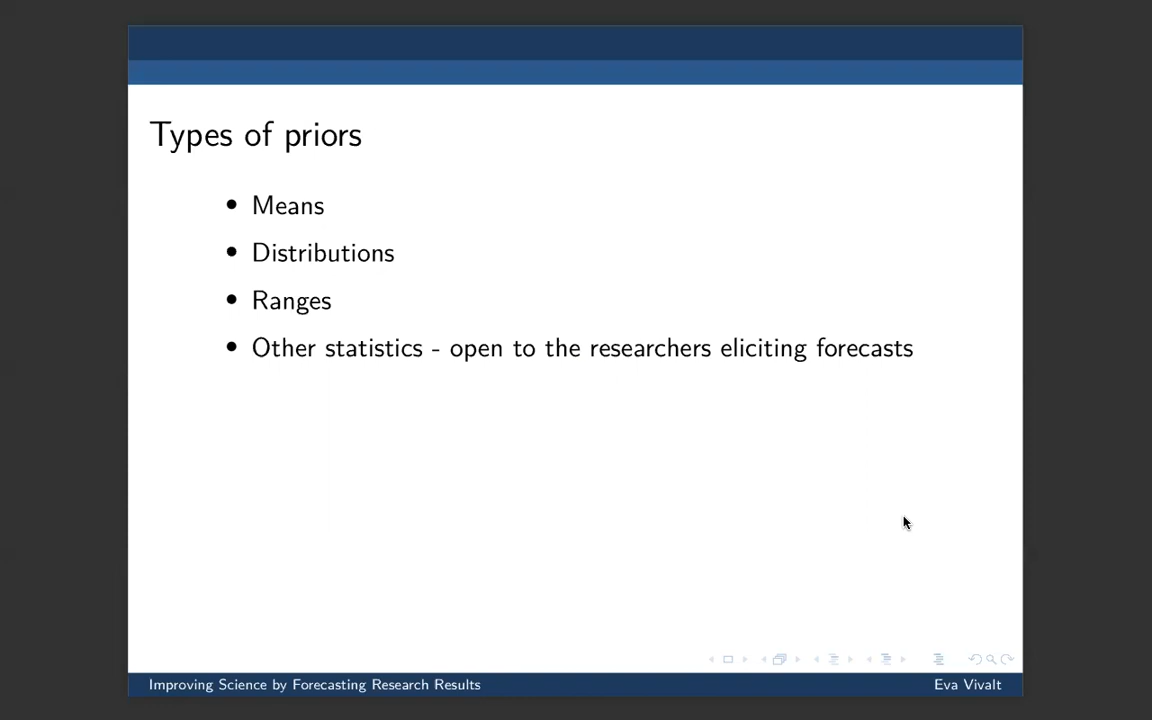 Types of priors
• Means
• Distributions
• Ranges
• Other statistics - open to the researchers eliciting forecasts
Improving Science by Forecasting Research Results
Eva Vivalt